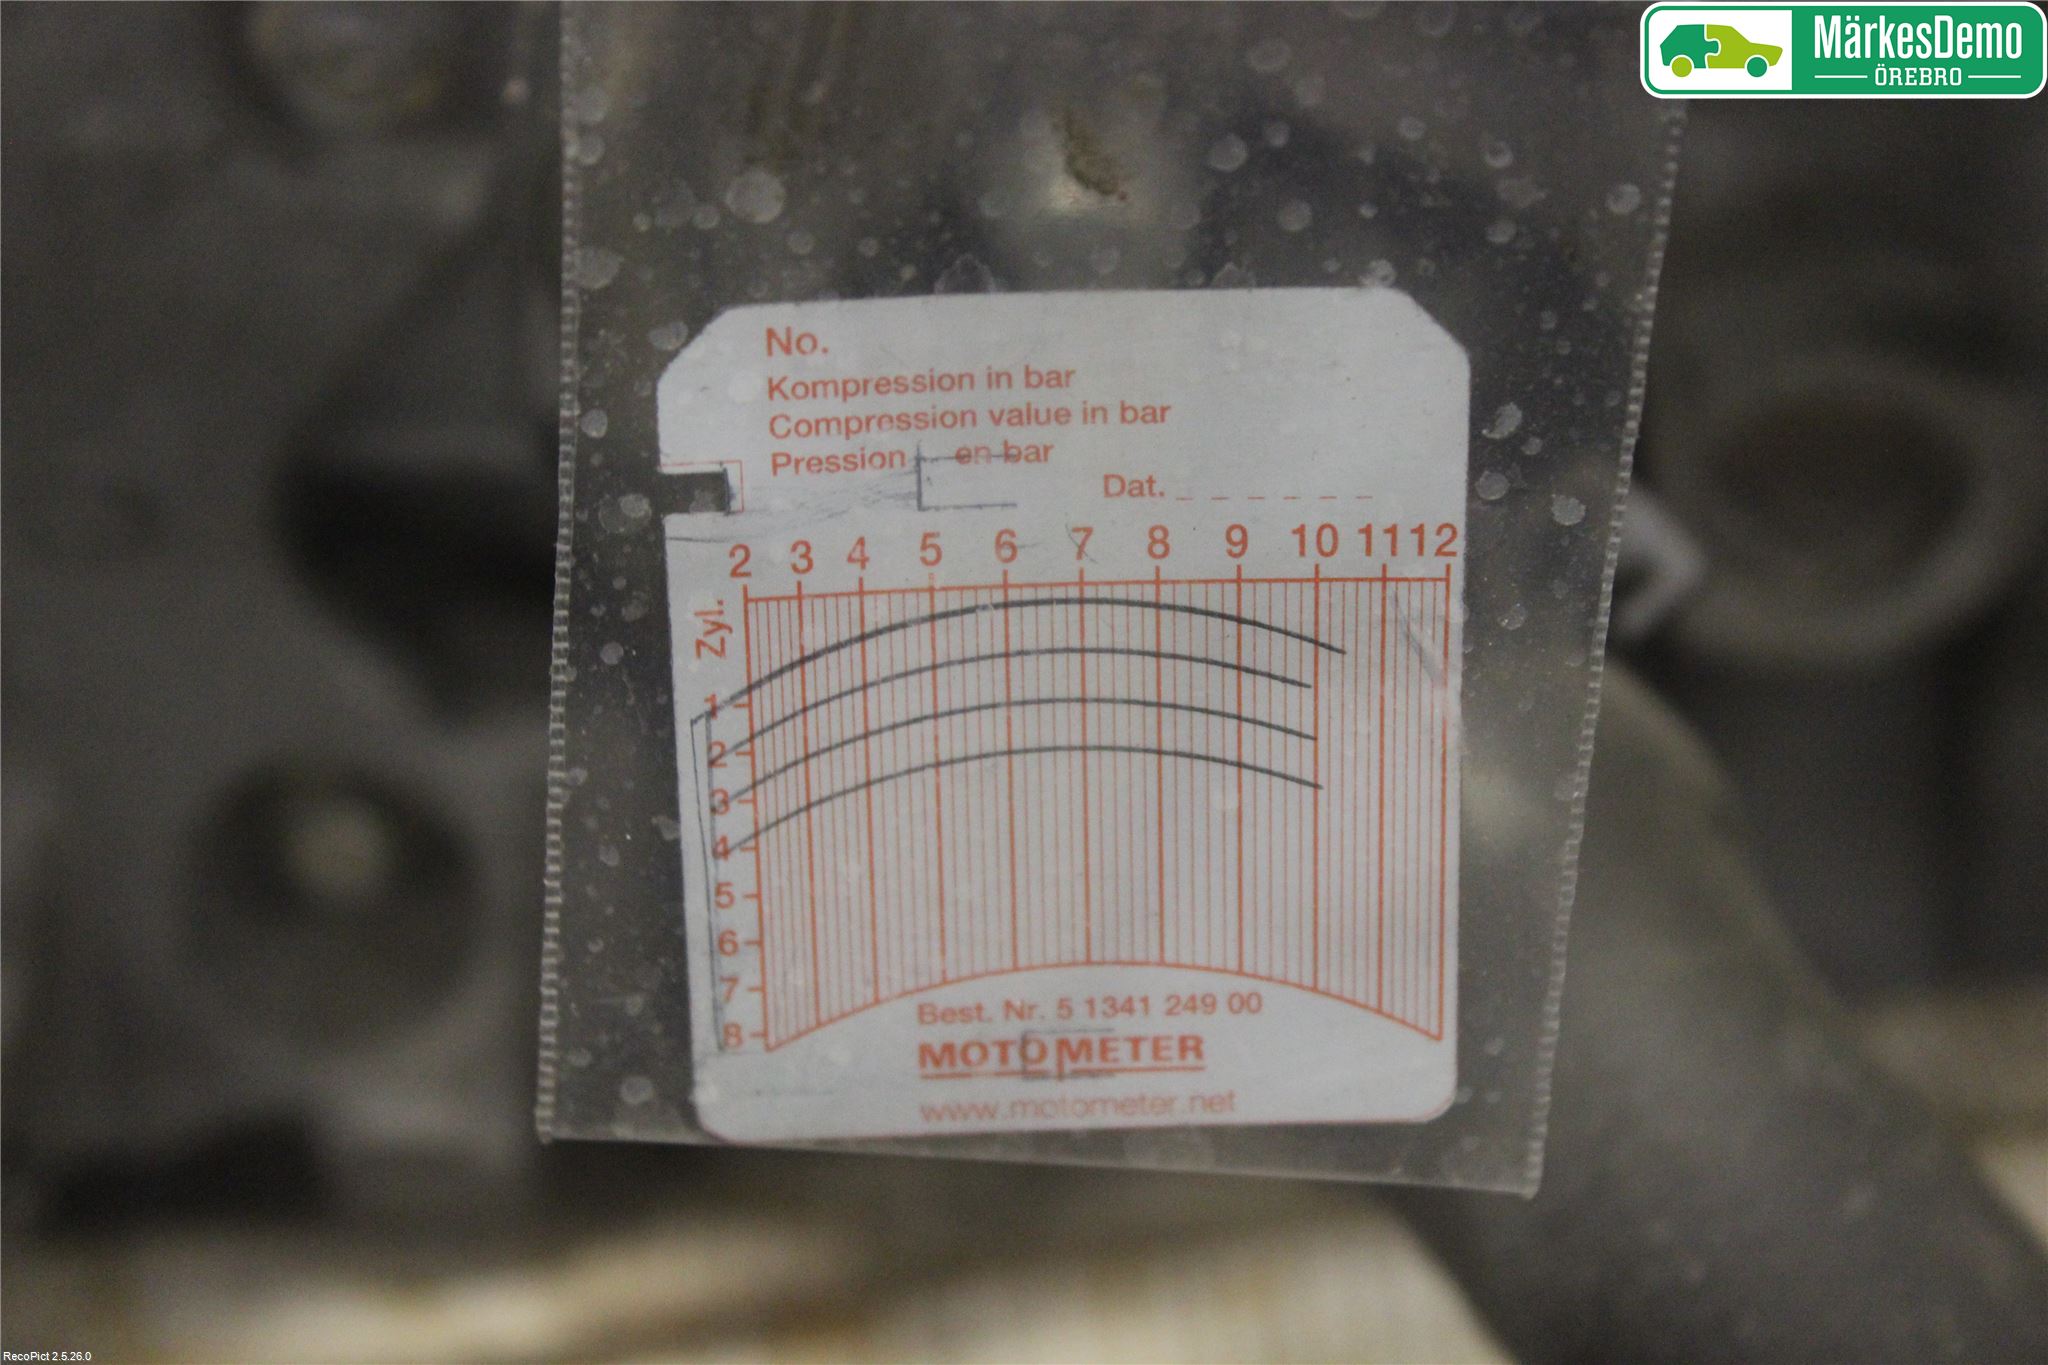 MärkesDemo
ÖREBRO
No.
Kompression in bar
Compression value in bar
Pression en bar
Dat.
2 3 4 5 6 7 8 9 10 11 12
Zyl.
1
2
3
4
5
6
7
8
Best. Nr. 5 1341 249 00
MOTO METER
www.motometer.net
RecoPict 2.5.26.0